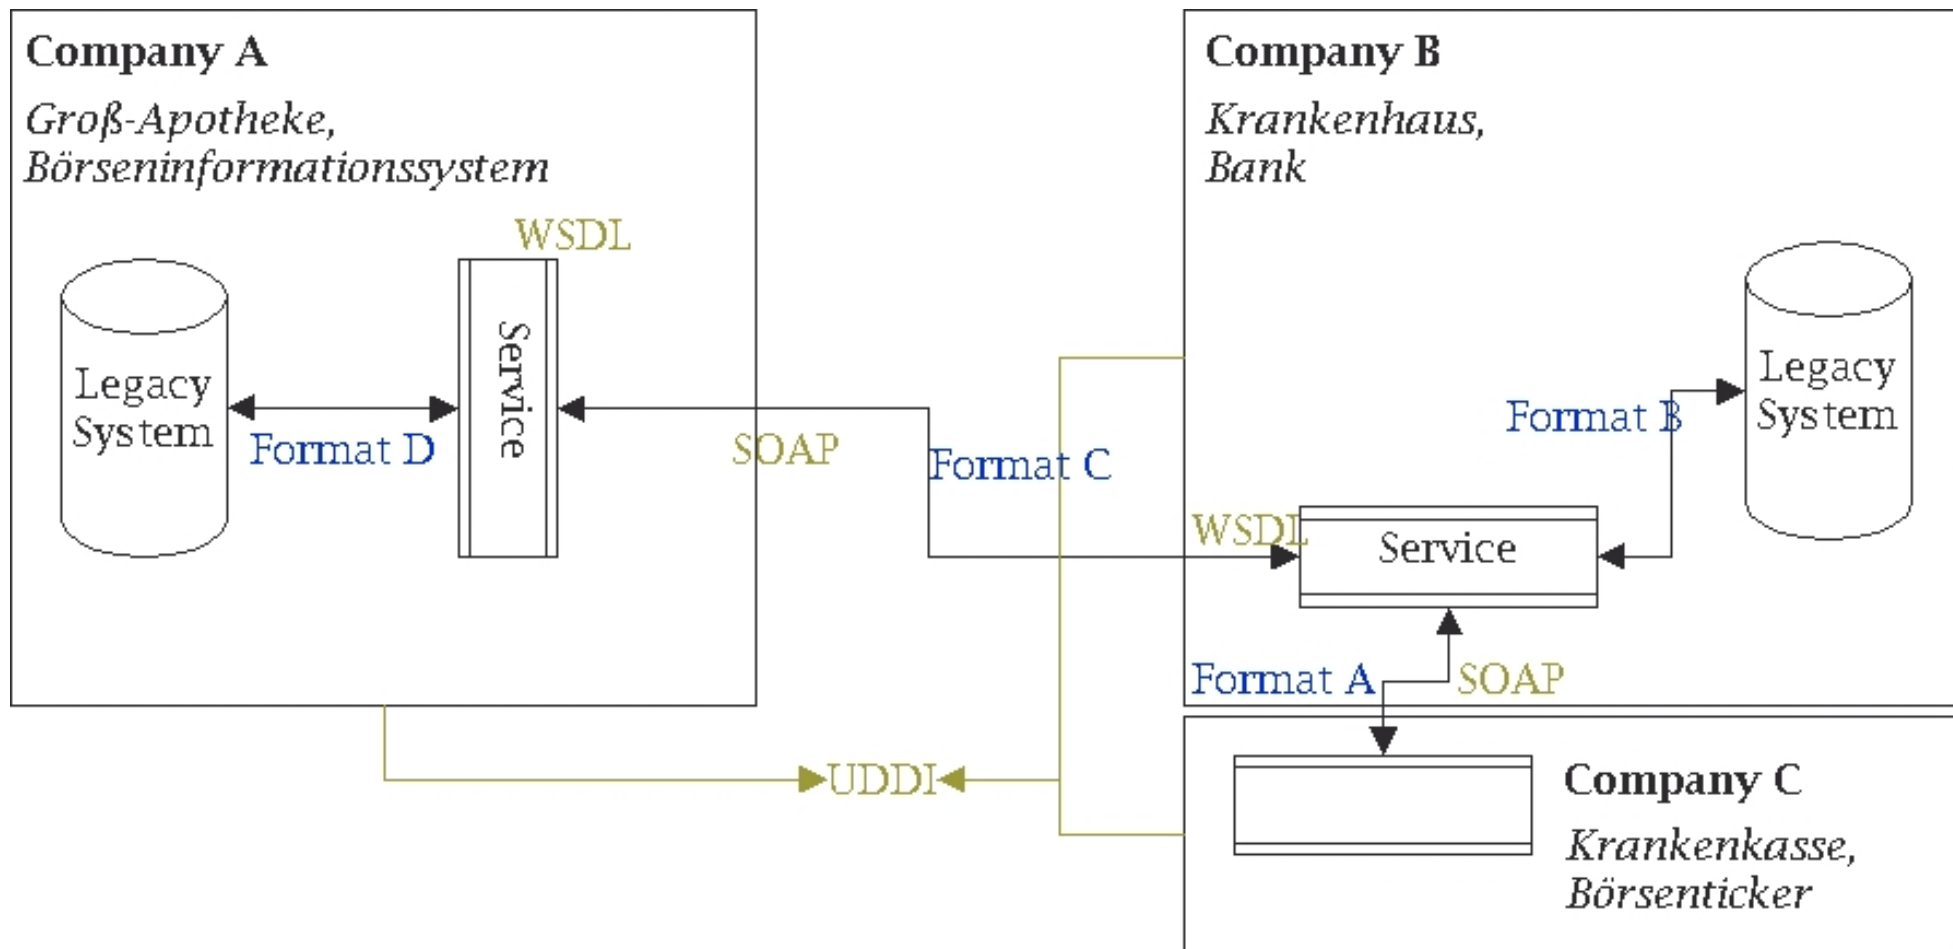 Company A
Groß-Apotheke,
Börseninformationssystem
WSDL
Legacy
System
Format D
Service
SOAP
Format C
UDDI
Company B
Krankenhaus,
Bank
Legacy
System
Format B
WSDL
Service
Format A
SOAP
Company C
Krankenkasse,
Börsenticker